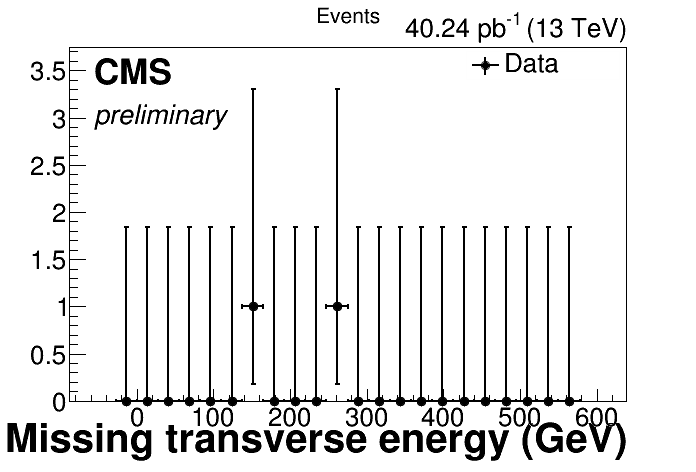 Events
40.24 pb-1 (13 TeV)
CMS
Data
preliminary
3.5
3
2.5
2
1.5
1
0.5
0
0 100 200 300 400 500 600
Missing transverse energy (GeV)